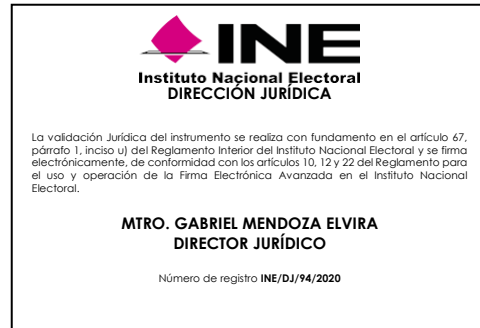 INE
Instituto Nacional Electoral
DIRECCIÓN JURÍDICA
La validación Jurídica del instrumento se realiza con fundamento en el artículo 67,
párrafo 1, inciso u) del Reglamento Interior del Instituto Nacional Electoral y se firma
electrónicamente, de conformidad con los artículos 10, 12 y 22 del Reglamento para
el uso y operación de la Firma Electrónica Avanzada en el Instituto Nacional
Electoral.
MTRO. GABRIEL MENDOZA ELVIRA
DIRECTOR JURÍDICO
Número de registro INE/DJ/94/2020